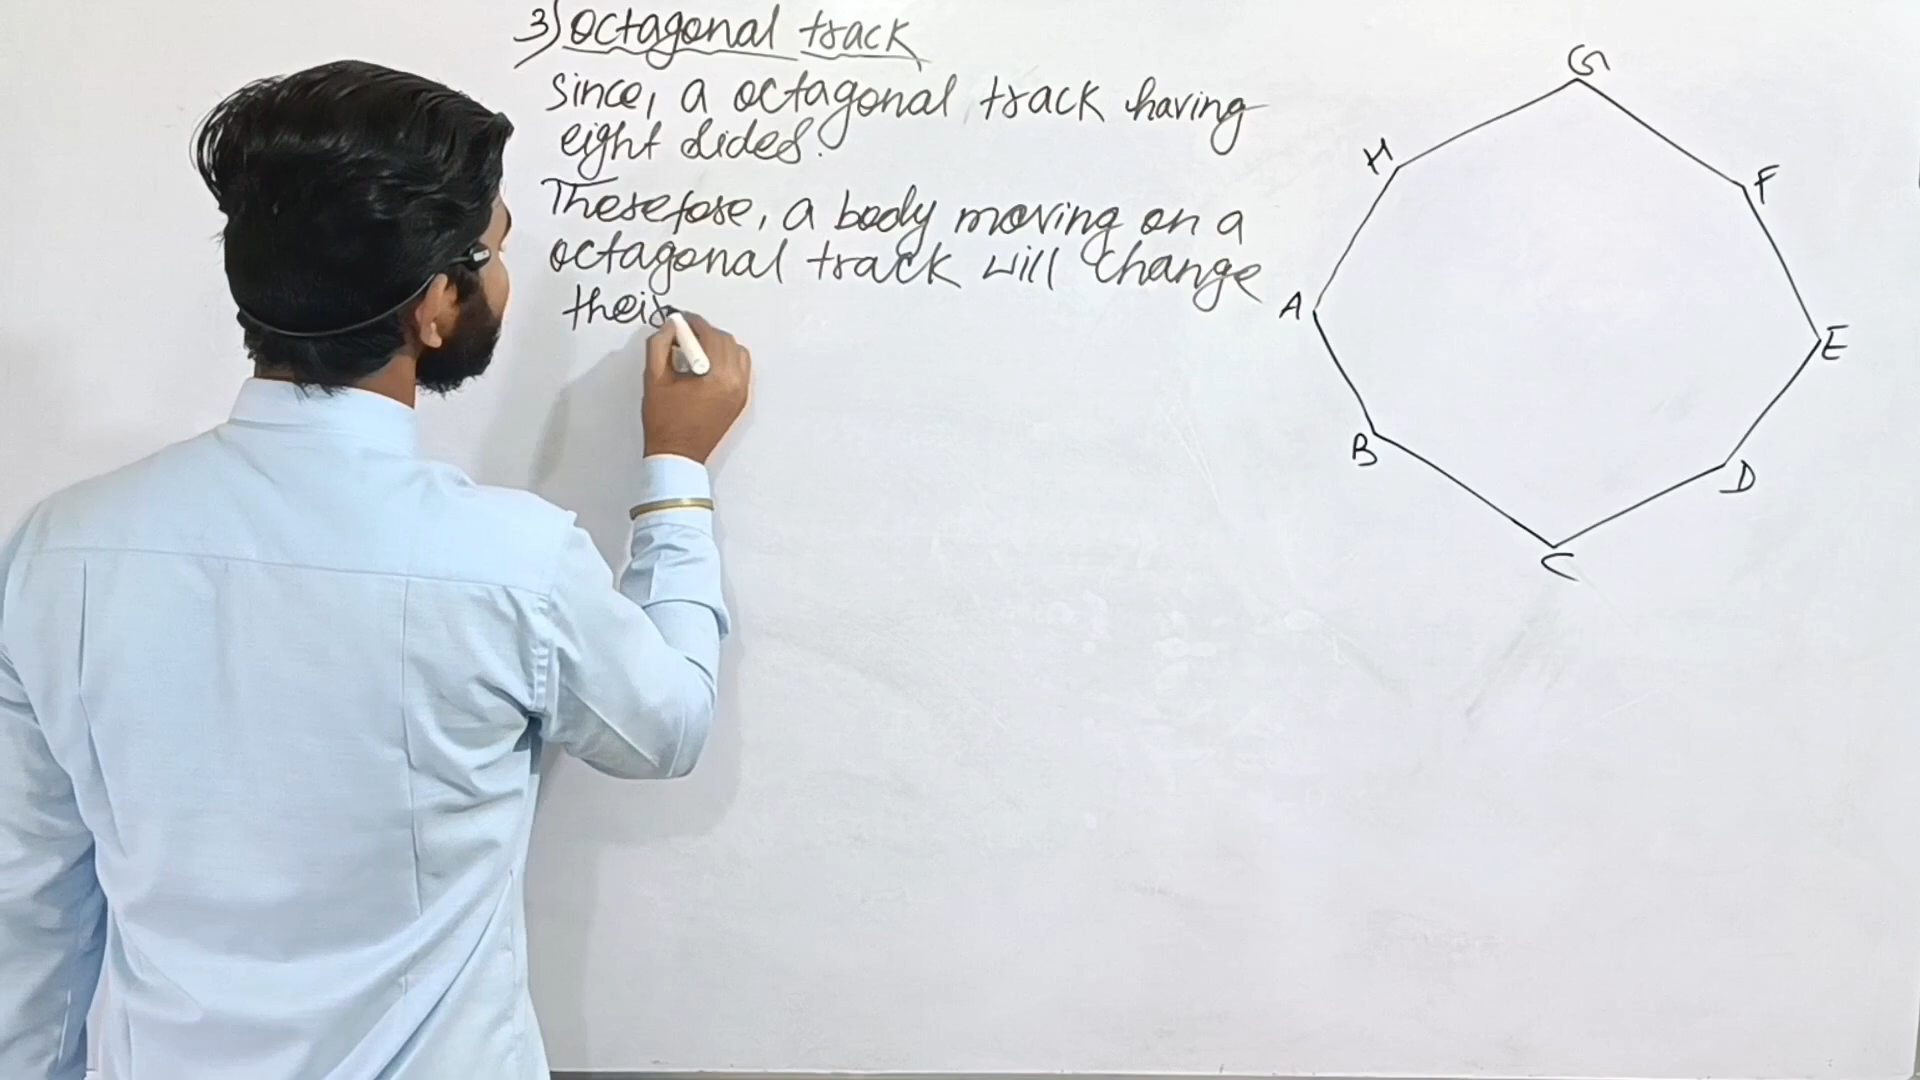 3) octagonal track
Since, a octagonal track having
eight sides.
Therefore, a body moving on a
octagonal track will change
their
G
H
F
A
E
B
D
C